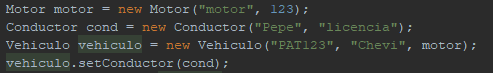 Motor motor = new Motor("motor", 123);
Conductor cond = new Conductor("Pepe", "licencia");
Vehiculo vehiculo = new Vehiculo("PAT123", "Chevi", motor);
vehiculo.setConductor(cond);